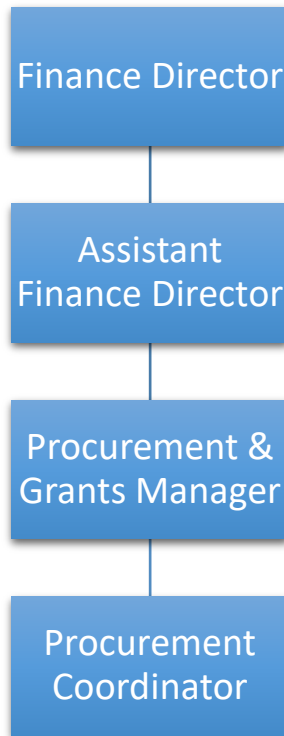 Finance Director
Assistant
Finance Director
Procurement &
Grants Manager
Procurement
Coordinator